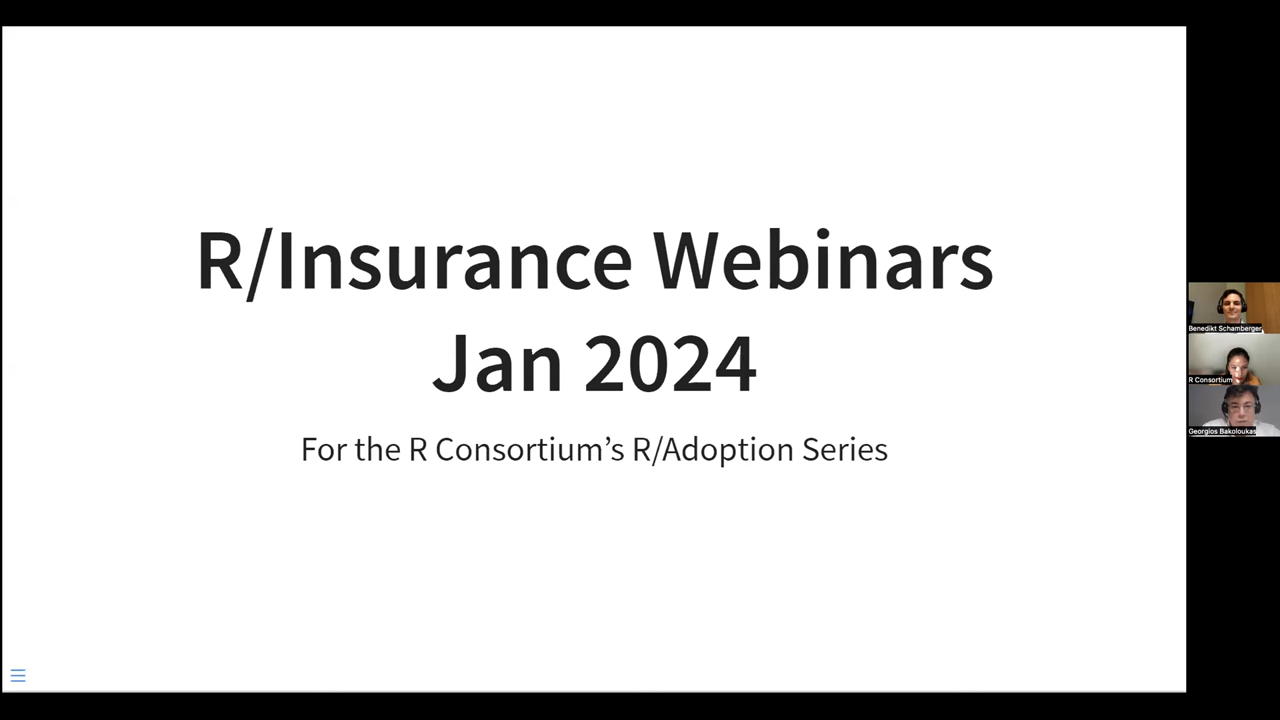 R/Insurance Webinars
Jan 2024
For the R Consortium’s R/Adoption Series
Benedikt Schamberger
R Consortium
Georgios Bakoloukas